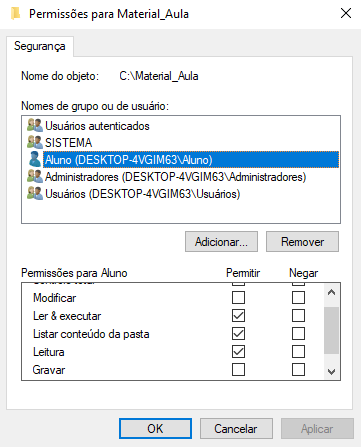 Permissões para Material_Aula
Segurança
Nome do objeto: C:\Material_Aula
Nomes de grupo ou de usuário:
Usuários autenticados
SISTEMA
Aluno (DESKTOP-4VGIM63\Aluno)
Administradores (DESKTOP-4VGIM63\Administradores)
Usuários (DESKTOP-4VGIM63\Usuários)
Adicionar... Remover
Permissões para Aluno Permitir Negar
Controle total
Modificar
Ler & executar
Listar conteúdo da pasta
Leitura
Gravar
OK Cancelar Aplicar